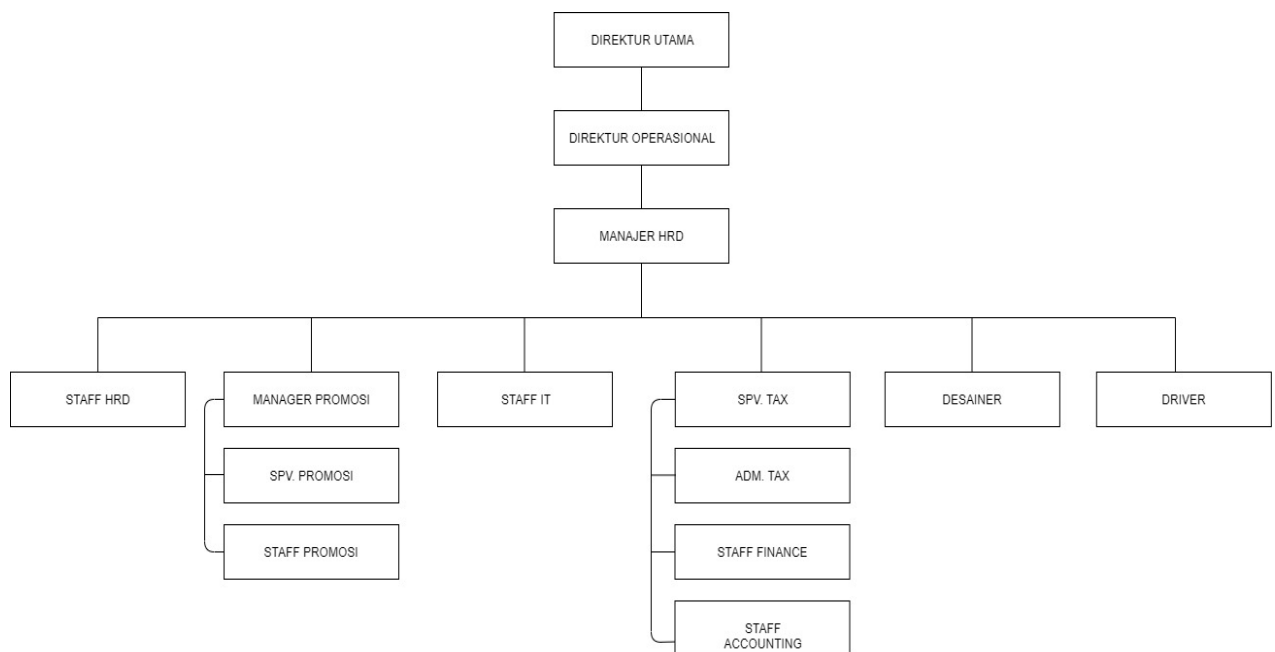 DIREKTUR UTAMA
DIREKTUR OPERASIONAL
MANAJER HRD
STAFF HRD
MANAGER PROMOSI
STAFF IT
SPV. TAX
DESAINER
DRIVER
SPV. PROMOSI
ADM. TAX
STAFF PROMOSI
STAFF FINANCE
STAFF
ACCOUNTING